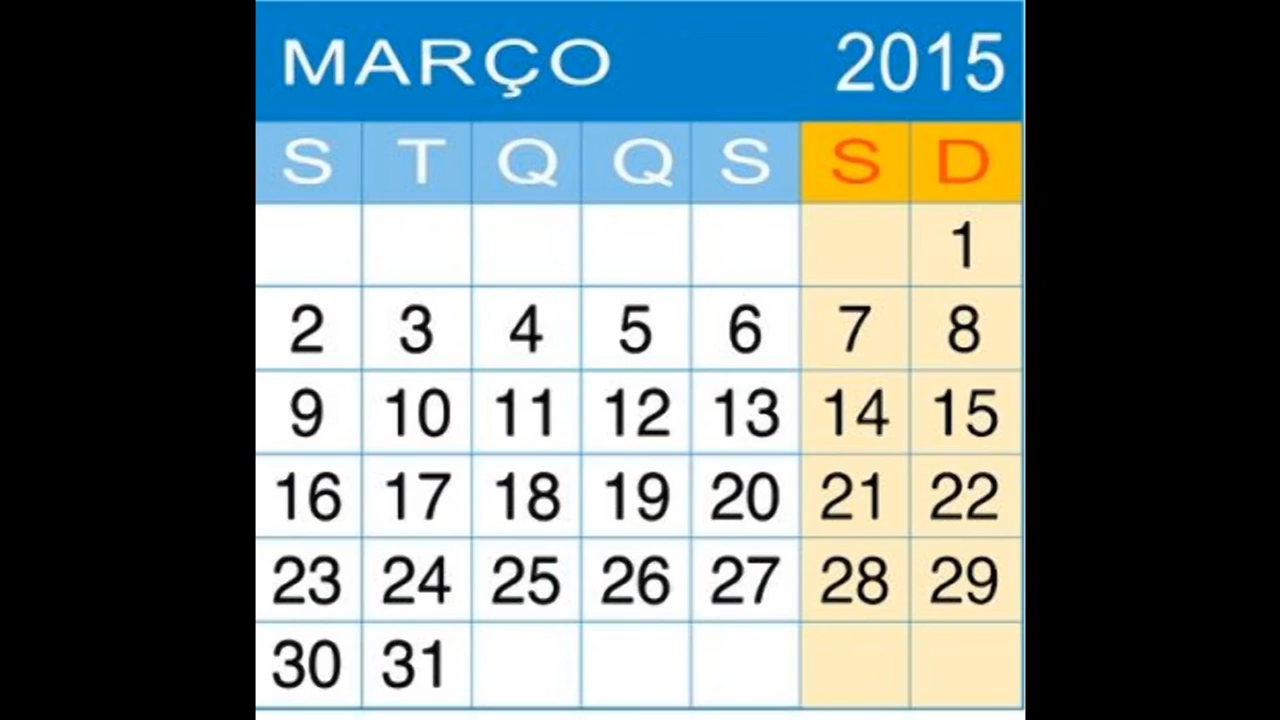 MARÇO 2015
S T Q Q S S D
1
2 3 4 5 6 7 8
9 10 11 12 13 14 15
16 17 18 19 20 21 22
23 24 25 26 27 28 29
30 31